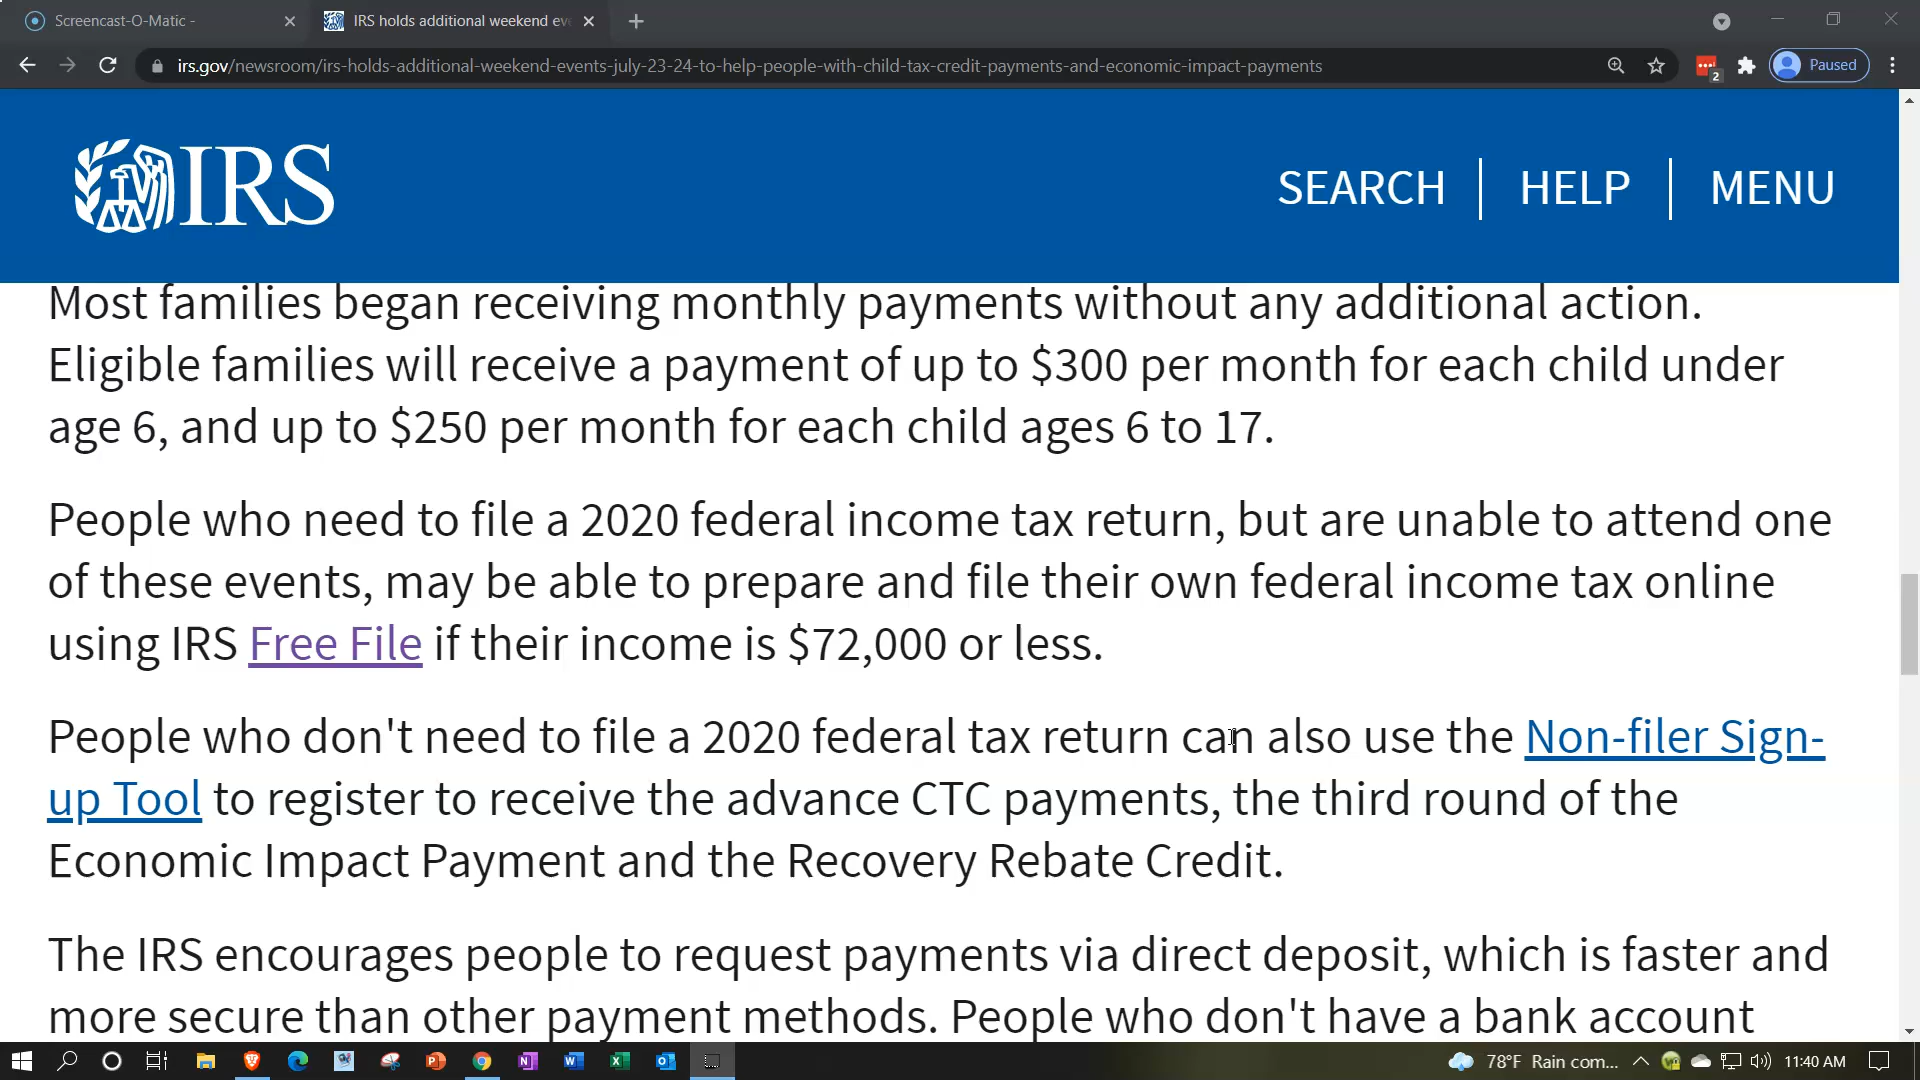 Screencast-O-Matic -
IRS holds additional weekend eve
irs.gov/newsroom/irs-holds-additional-weekend-events-july-23-24-to-help-people-with-child-tax-credit-payments-and-economic-impact-payments
2
Paused
IRS
SEARCH
HELP
MENU
Most families began receiving monthly payments without any additional action.
Eligible families will receive a payment of up to $300 per month for each child under
age 6, and up to $250 per month for each child ages 6 to 17.
People who need to file a 2020 federal income tax return, but are unable to attend one
of these events, may be able to prepare and file their own federal income tax online
using IRS Free File if their income is $72,000 or less.
People who don't need to file a 2020 federal tax return can also use the Non-filer Sign-
up Tool to register to receive the advance CTC payments, the third round of the
Economic Impact Payment and the Recovery Rebate Credit.
The IRS encourages people to request payments via direct deposit, which is faster and
more secure than other payment methods. People who don't have a bank account
78°F Rain com...
11:40 AM